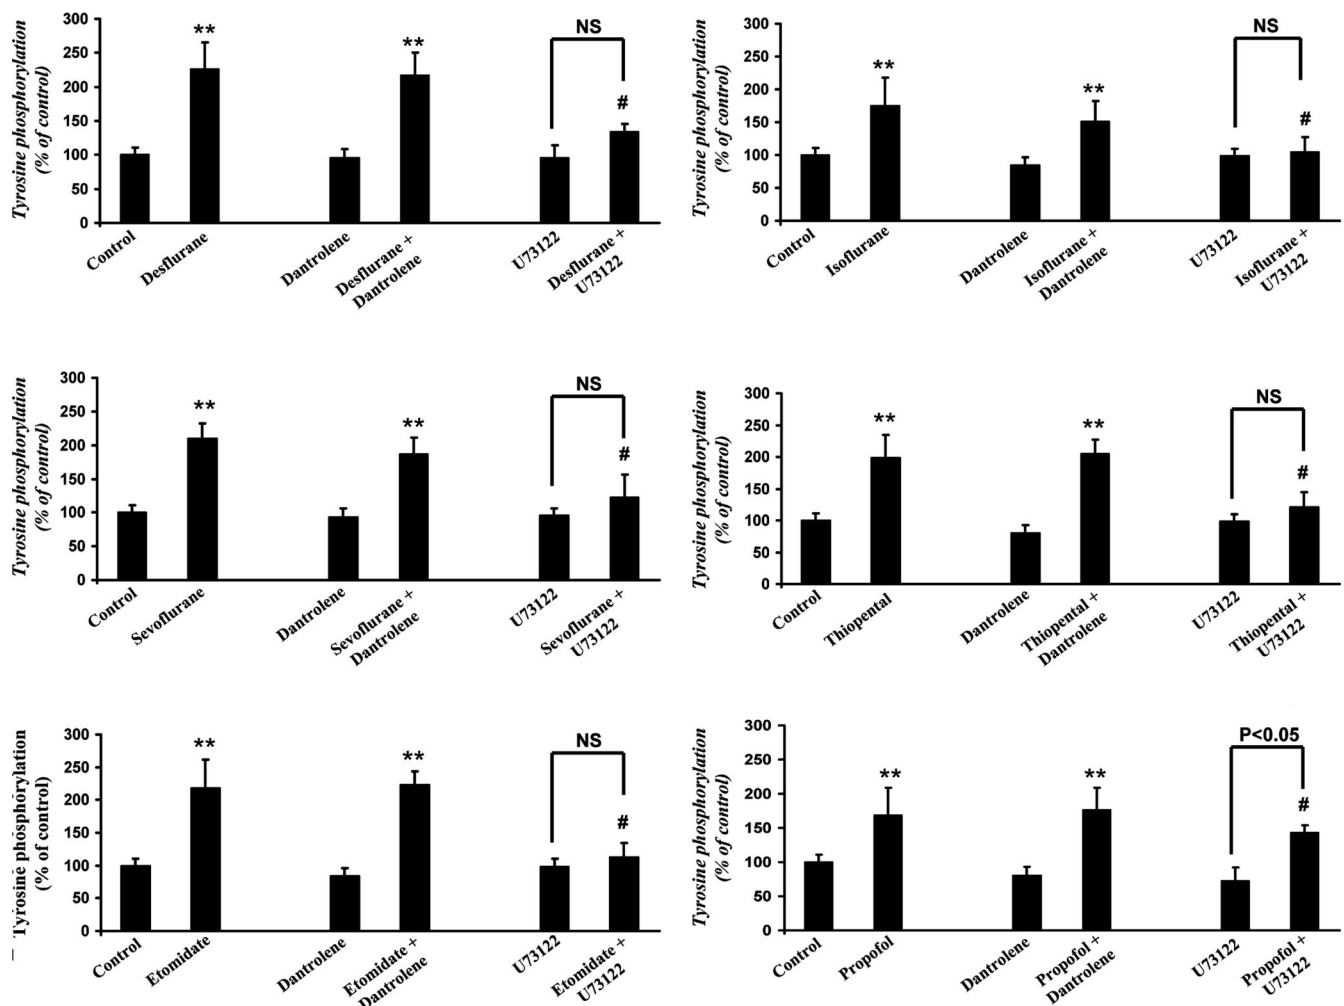 Tyrosine phosphorylation
(% of control)
300
250
200
150
100
50
0
**
**
NS
#
Control
Desflurane
Dantrolene
Desflurane +
Dantrolene
U73122
Desflurane +
U73122
Tyrosine phosphorylation
(% of control)
300
250
200
150
100
50
0
**
**
NS
#
Control
Isoflurane
Dantrolene
Isoflurane +
Dantrolene
U73122
Isoflurane +
U73122
Tyrosine phosphorylation
(% of control)
300
250
200
150
100
50
0
**
**
NS
#
Control
Sevoflurane
Dantrolene
Sevoflurane +
Dantrolene
U73122
Sevoflurane +
U73122
Tyrosine phosphorylation
(% of control)
300
250
200
150
100
50
0
**
**
NS
#
Control
Thiopental
Dantrolene
Thiopental +
Dantrolene
U73122
Thiopental +
U73122
Tyrosine phosphorylation
(% of control)
300
250
200
150
100
50
0
**
**
NS
#
Control
Etomidate
Dantrolene
Etomidate +
Dantrolene
U73122
Etomidate +
U73122
Tyrosine phosphorylation
(% of control)
300
250
200
150
100
50
0
**
**
P<0.05
#
Control
Propofol
Dantrolene
Propofol +
Dantrolene
U73122
Propofol +
U73122